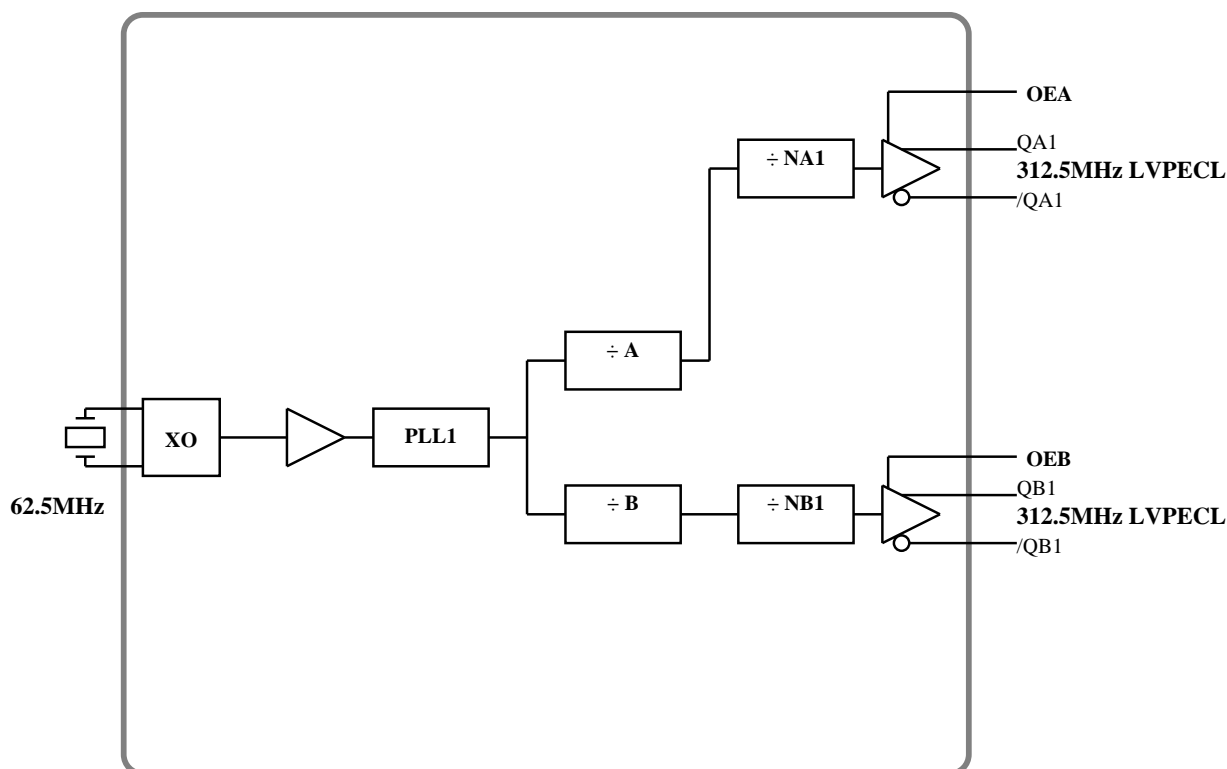 OEA
QA1
÷ NA1
312.5MHz LVPECL
/QA1
÷ A
XO
PLL1
62.5MHz
OEB
QB1
÷ B
÷ NB1
312.5MHz LVPECL
/QB1